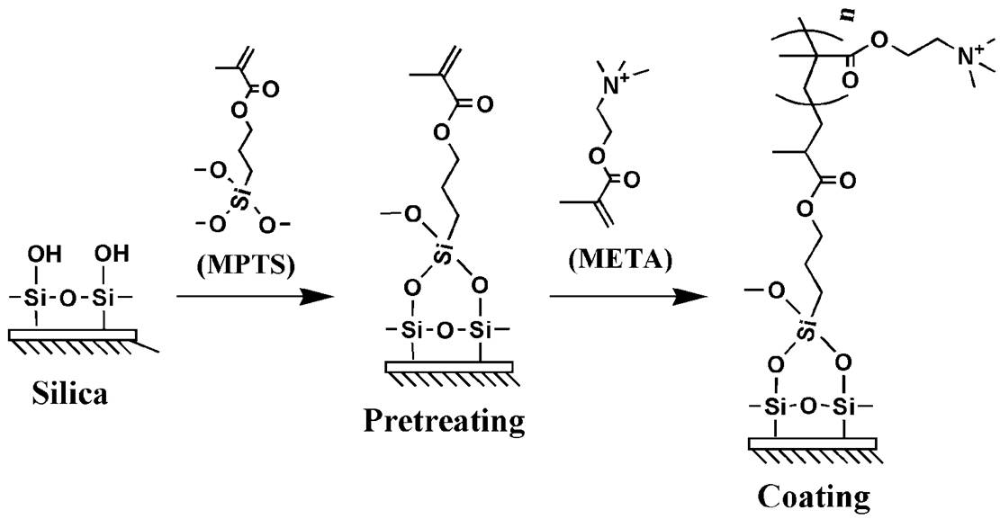 OH OH
-Si-O-Si-
Silica
O
O
-O
Si
-O O-
(MPTS)
O
O
-O
Si
O O
-Si-O-Si-
Pretreating
N+
O
O
(META)
n
O
O
N+
O
O
-O
Si
O O
-Si-O-Si-
Coating